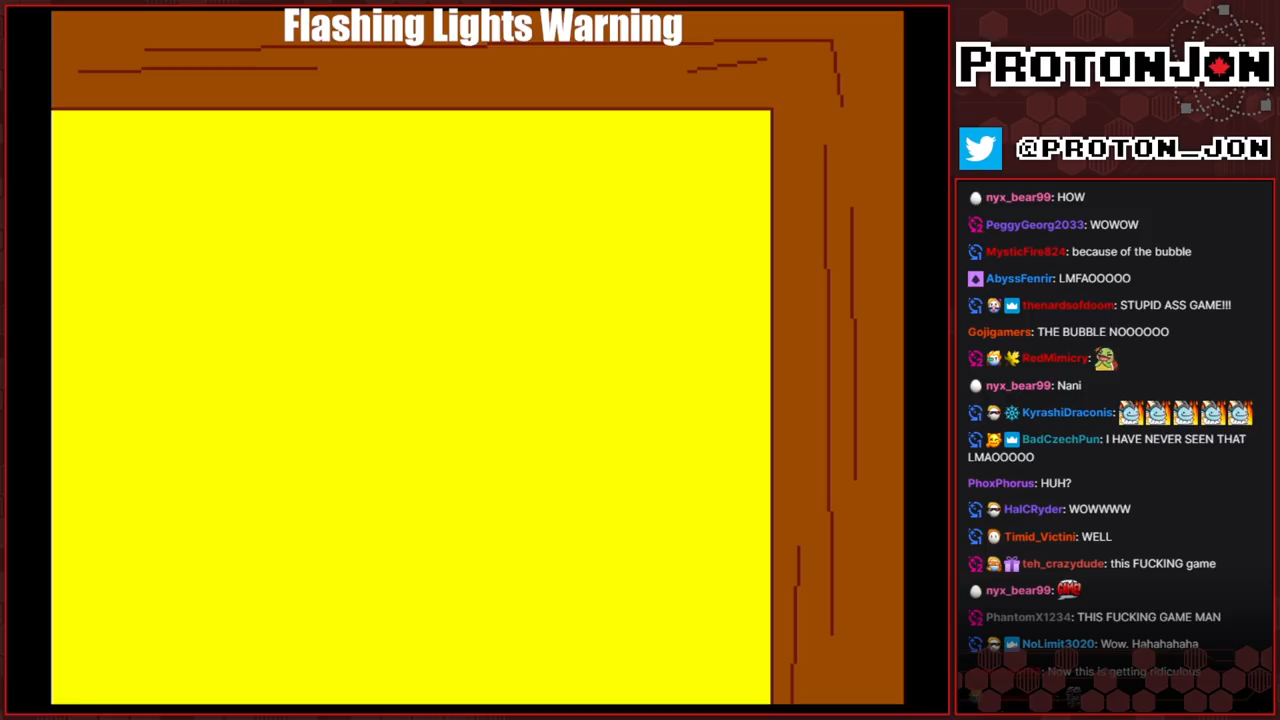 Flashing Lights Warning
PROTONJON
@PROTON_JON
nyx_bear99: HOW
PeggyGeorg2033: WOWOW
MysticFire824: because of the bubble
AbyssFenrir: LMFAOOOOO
thenardsofdoom: STUPID ASS GAME!!!
Gojigamers: THE BUBBLE NOOOOOO
RedMimicry:
nyx_bear99: Nani
KyrashiDraconis:
BadCzechPun: I HAVE NEVER SEEN THAT
LMAOOOOO
PhoxPhorus: HUH?
HalCRyder: WOWWWW
Timid_Victini: WELL
teh_crazydude: this FUCKING game
nyx_bear99: GAME!
PhantomX1234: THIS FUCKING GAME MAN
NoLimit3020: Wow. Hahahahaha
Now this is getting ridiculous